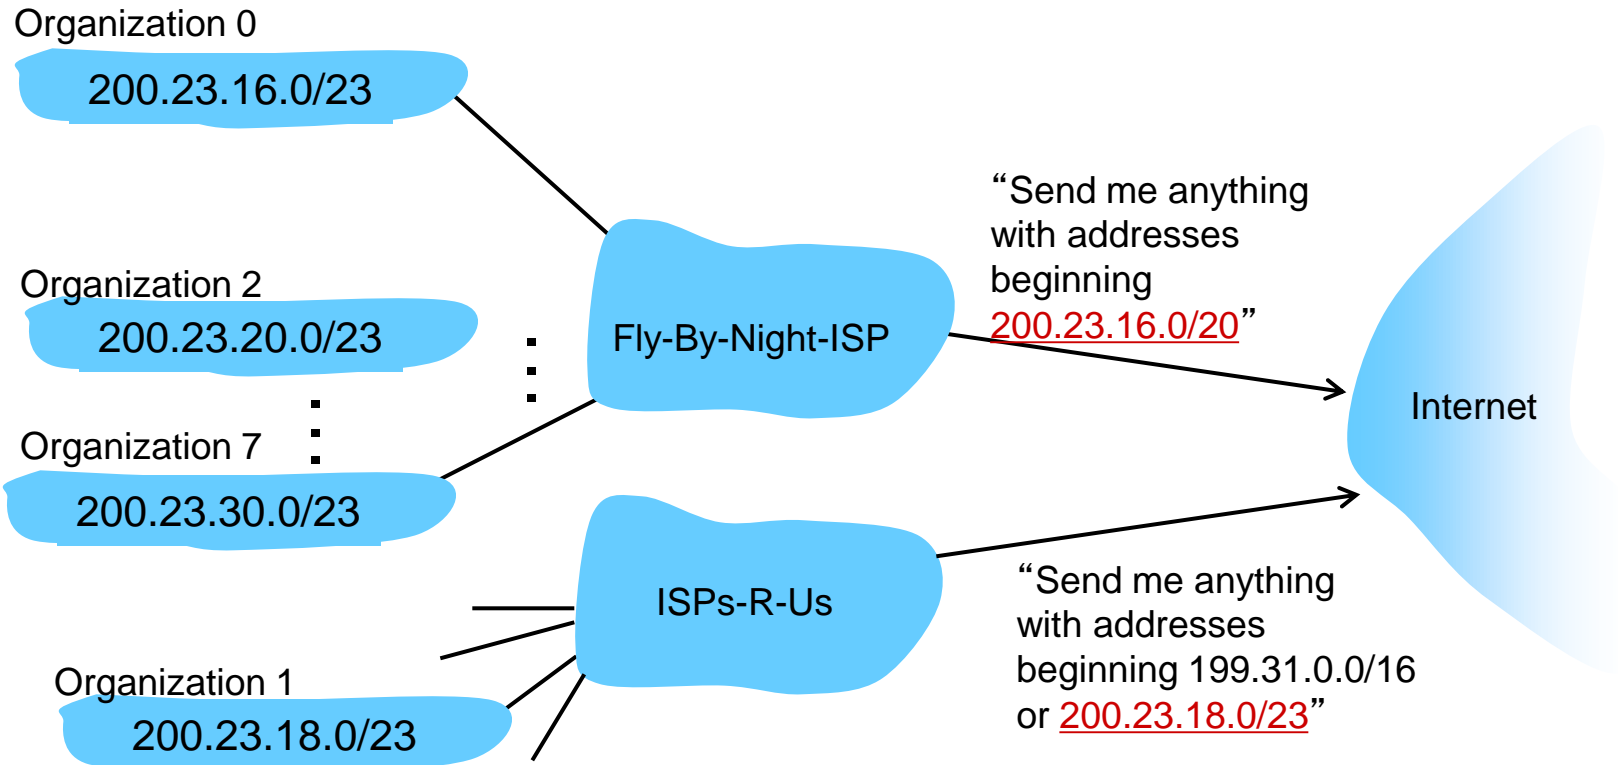 Organization 0
200.23.16.0/23
Organization 2
200.23.20.0/23
Organization 7
200.23.30.0/23
Fly-By-Night-ISP
“Send me anything
with addresses
beginning
200.23.16.0/20”
Internet
ISPs-R-Us
Organization 1
200.23.18.0/23
“Send me anything
with addresses
beginning 199.31.0.0/16
or 200.23.18.0/23”